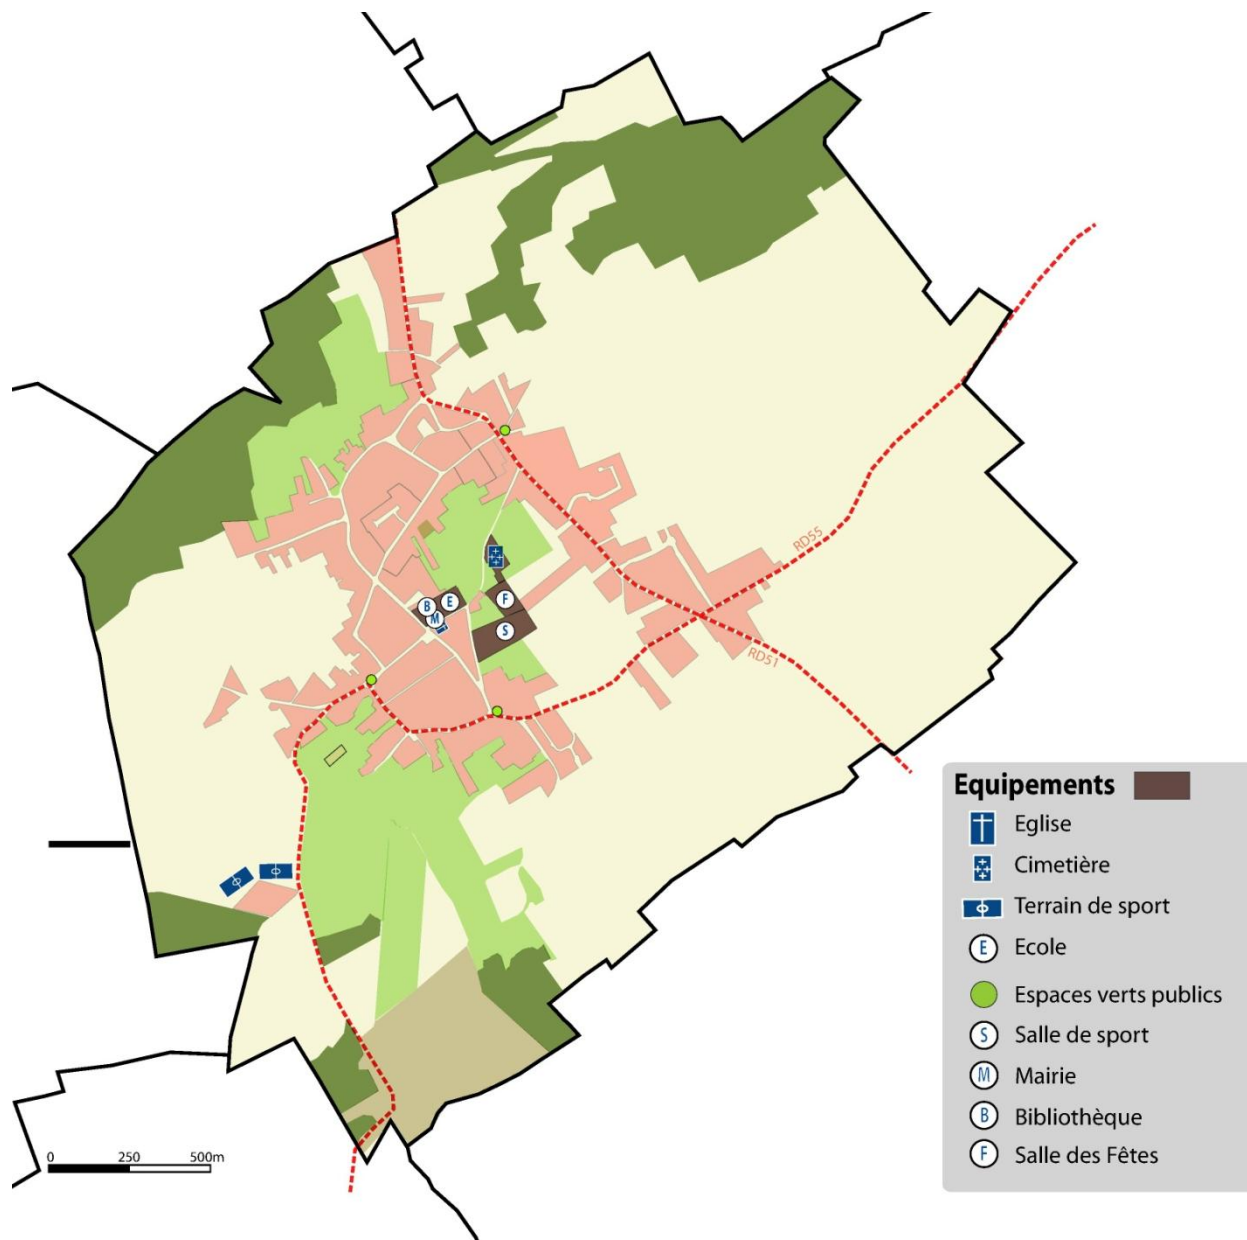 RD55
B
E
M
F
S
RD51
Equipements
Eglise
Cimetière
Terrain de sport
E Ecole
Espaces verts publics
S Salle de sport
M Mairie
B Bibliothèque
F Salle des Fêtes
0 250 500m